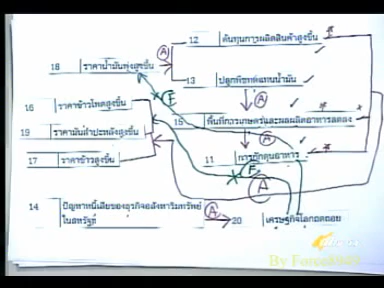 12 ต้นทุนการผลิตสินค้าสูงขึ้น
18 ราคาน้ำมันพุ่งสูงขึ้น
A
13 ปลูกพืชทดแทนน้ำมัน
16 ราคาข้าวโพดสูงขึ้น
F
A
15 พื้นที่การเกษตรและผลผลิตอาหารลดลง
19 ราคามันสำปะหลังสูงขึ้น
A
17 ราคาข้าวสูงขึ้น
11 การขาดดุลอาหาร
F
A
14 ปัญหาหนี้เสียของธุรกิจอสังหาริมทรัพย์
ในสหรัฐฯ
A
20 เศรษฐกิจโลกถดถอย